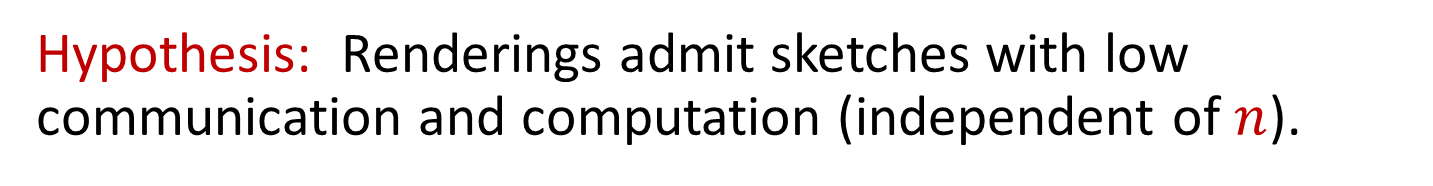 Hypothesis: Renderings admit sketches with low
communication and computation (independent of n).